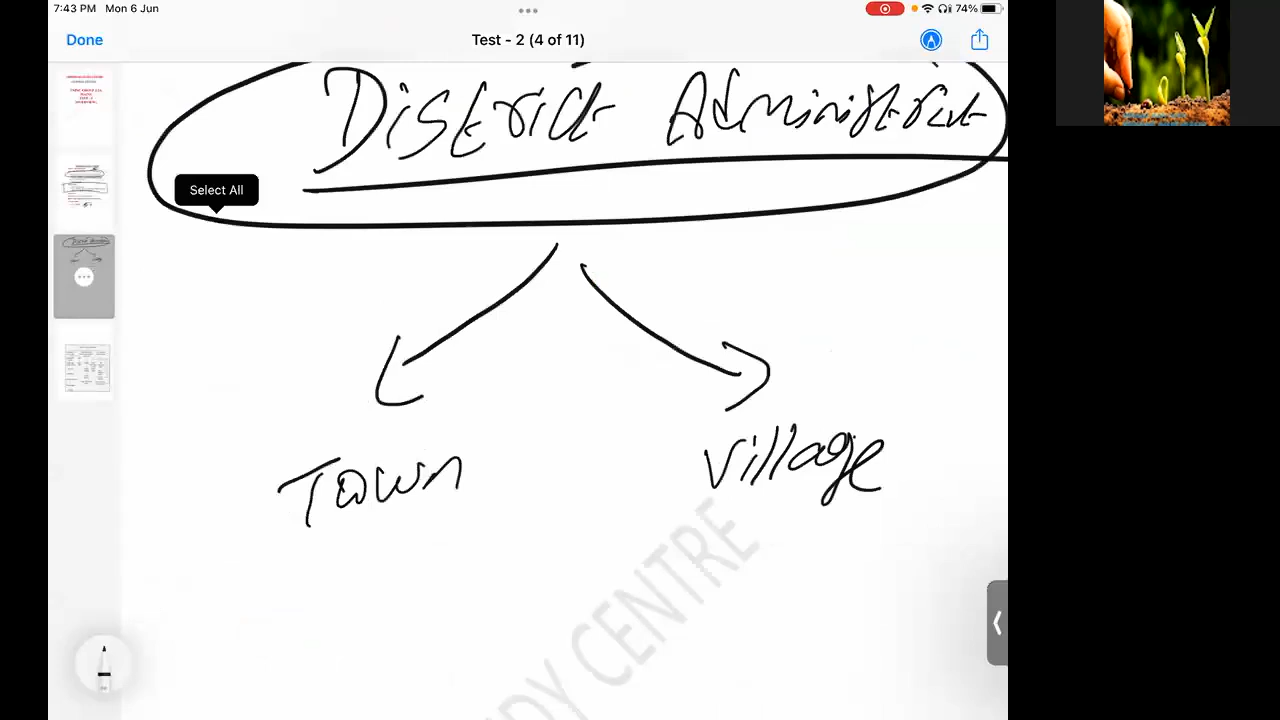 7:43 PM Mon 6 Jun
74%
Done
Test - 2 (4 of 11)
District Administrat
Select All
Town
Village
DY CENTRE